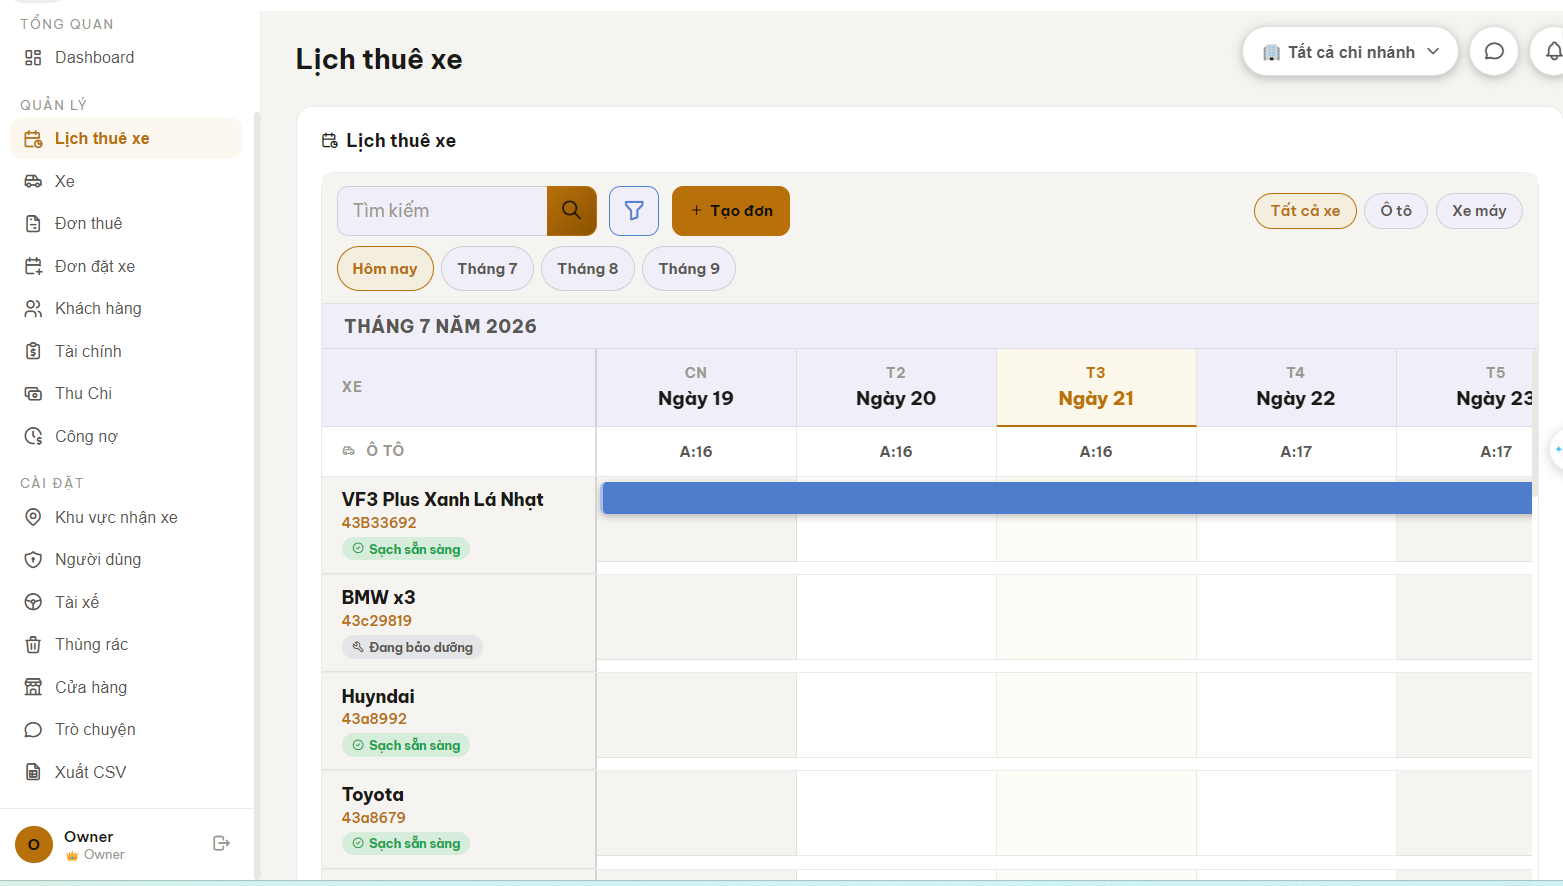 TỔNG QUAN
Dashboard
QUẢN LÝ
Lịch thuê xe
Xe
Đơn thuê
Đơn đặt xe
Khách hàng
Tài chính
Thu Chi
Công nợ
CÀI ĐẶT
Khu vực nhận xe
Người dùng
Tài xế
Thùng rác
Cửa hàng
Trò chuyện
Xuất CSV
O
Owner
Owner
Lịch thuê xe
Tất cả chi nhánh
Lịch thuê xe
Tìm kiếm
+ Tạo đơn
Tất cả xe
Ô tô
Xe máy
Hôm nay
Tháng 7
Tháng 8
Tháng 9
THÁNG 7 NĂM 2026
XE
CN
Ngày 19
T2
Ngày 20
T3
Ngày 21
T4
Ngày 22
T5
Ngày 23
Ô TÔ
A:16
A:16
A:16
A:17
A:17
VF3 Plus Xanh Lá Nhạt
43B33692
Sạch sẵn sàng
BMW x3
43c29819
Đang bảo dưỡng
Huyndai
43a8992
Sạch sẵn sàng
Toyota
43a8679
Sạch sẵn sàng